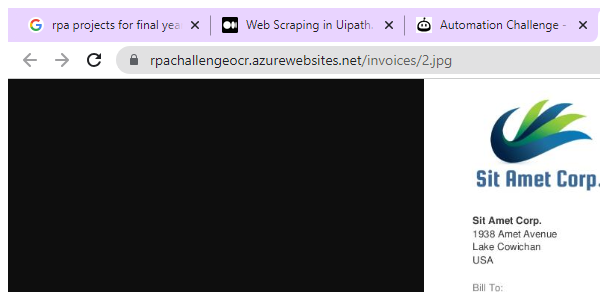 rpa projects for final yea
Web Scraping in Uipath
Automation Challenge -
rpachallengeocr.azurewebsites.net/invoices/2.jpg
Sit Amet Corp.
Sit Amet Corp.
1938 Amet Avenue
Lake Cowichan
USA
Bill To: